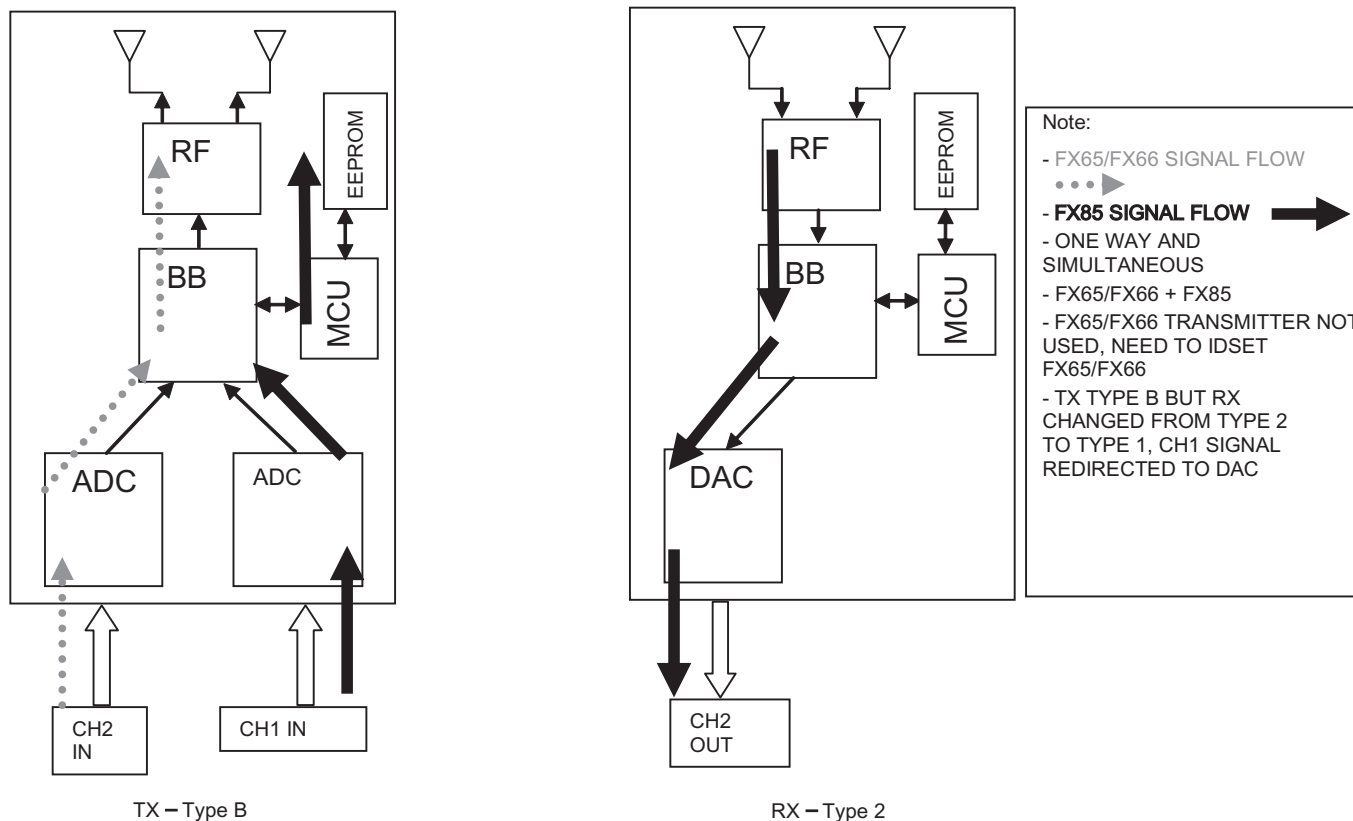 RF
EEPROM
BB
MCU
ADC
ADC
CH2
IN
CH1 IN
TX – Type B
RF
EEPROM
BB
MCU
DAC
CH2
OUT
RX – Type 2
Note:
- FX65/FX66 SIGNAL FLOW
- FX85 SIGNAL FLOW
- ONE WAY AND
SIMULTANEOUS
- FX65/FX66 + FX85
- FX65/FX66 TRANSMITTER NOT
USED, NEED TO IDSET
FX65/FX66
- TX TYPE B BUT RX
CHANGED FROM TYPE 2
TO TYPE 1, CH1 SIGNAL
REDIRECTED TO DAC